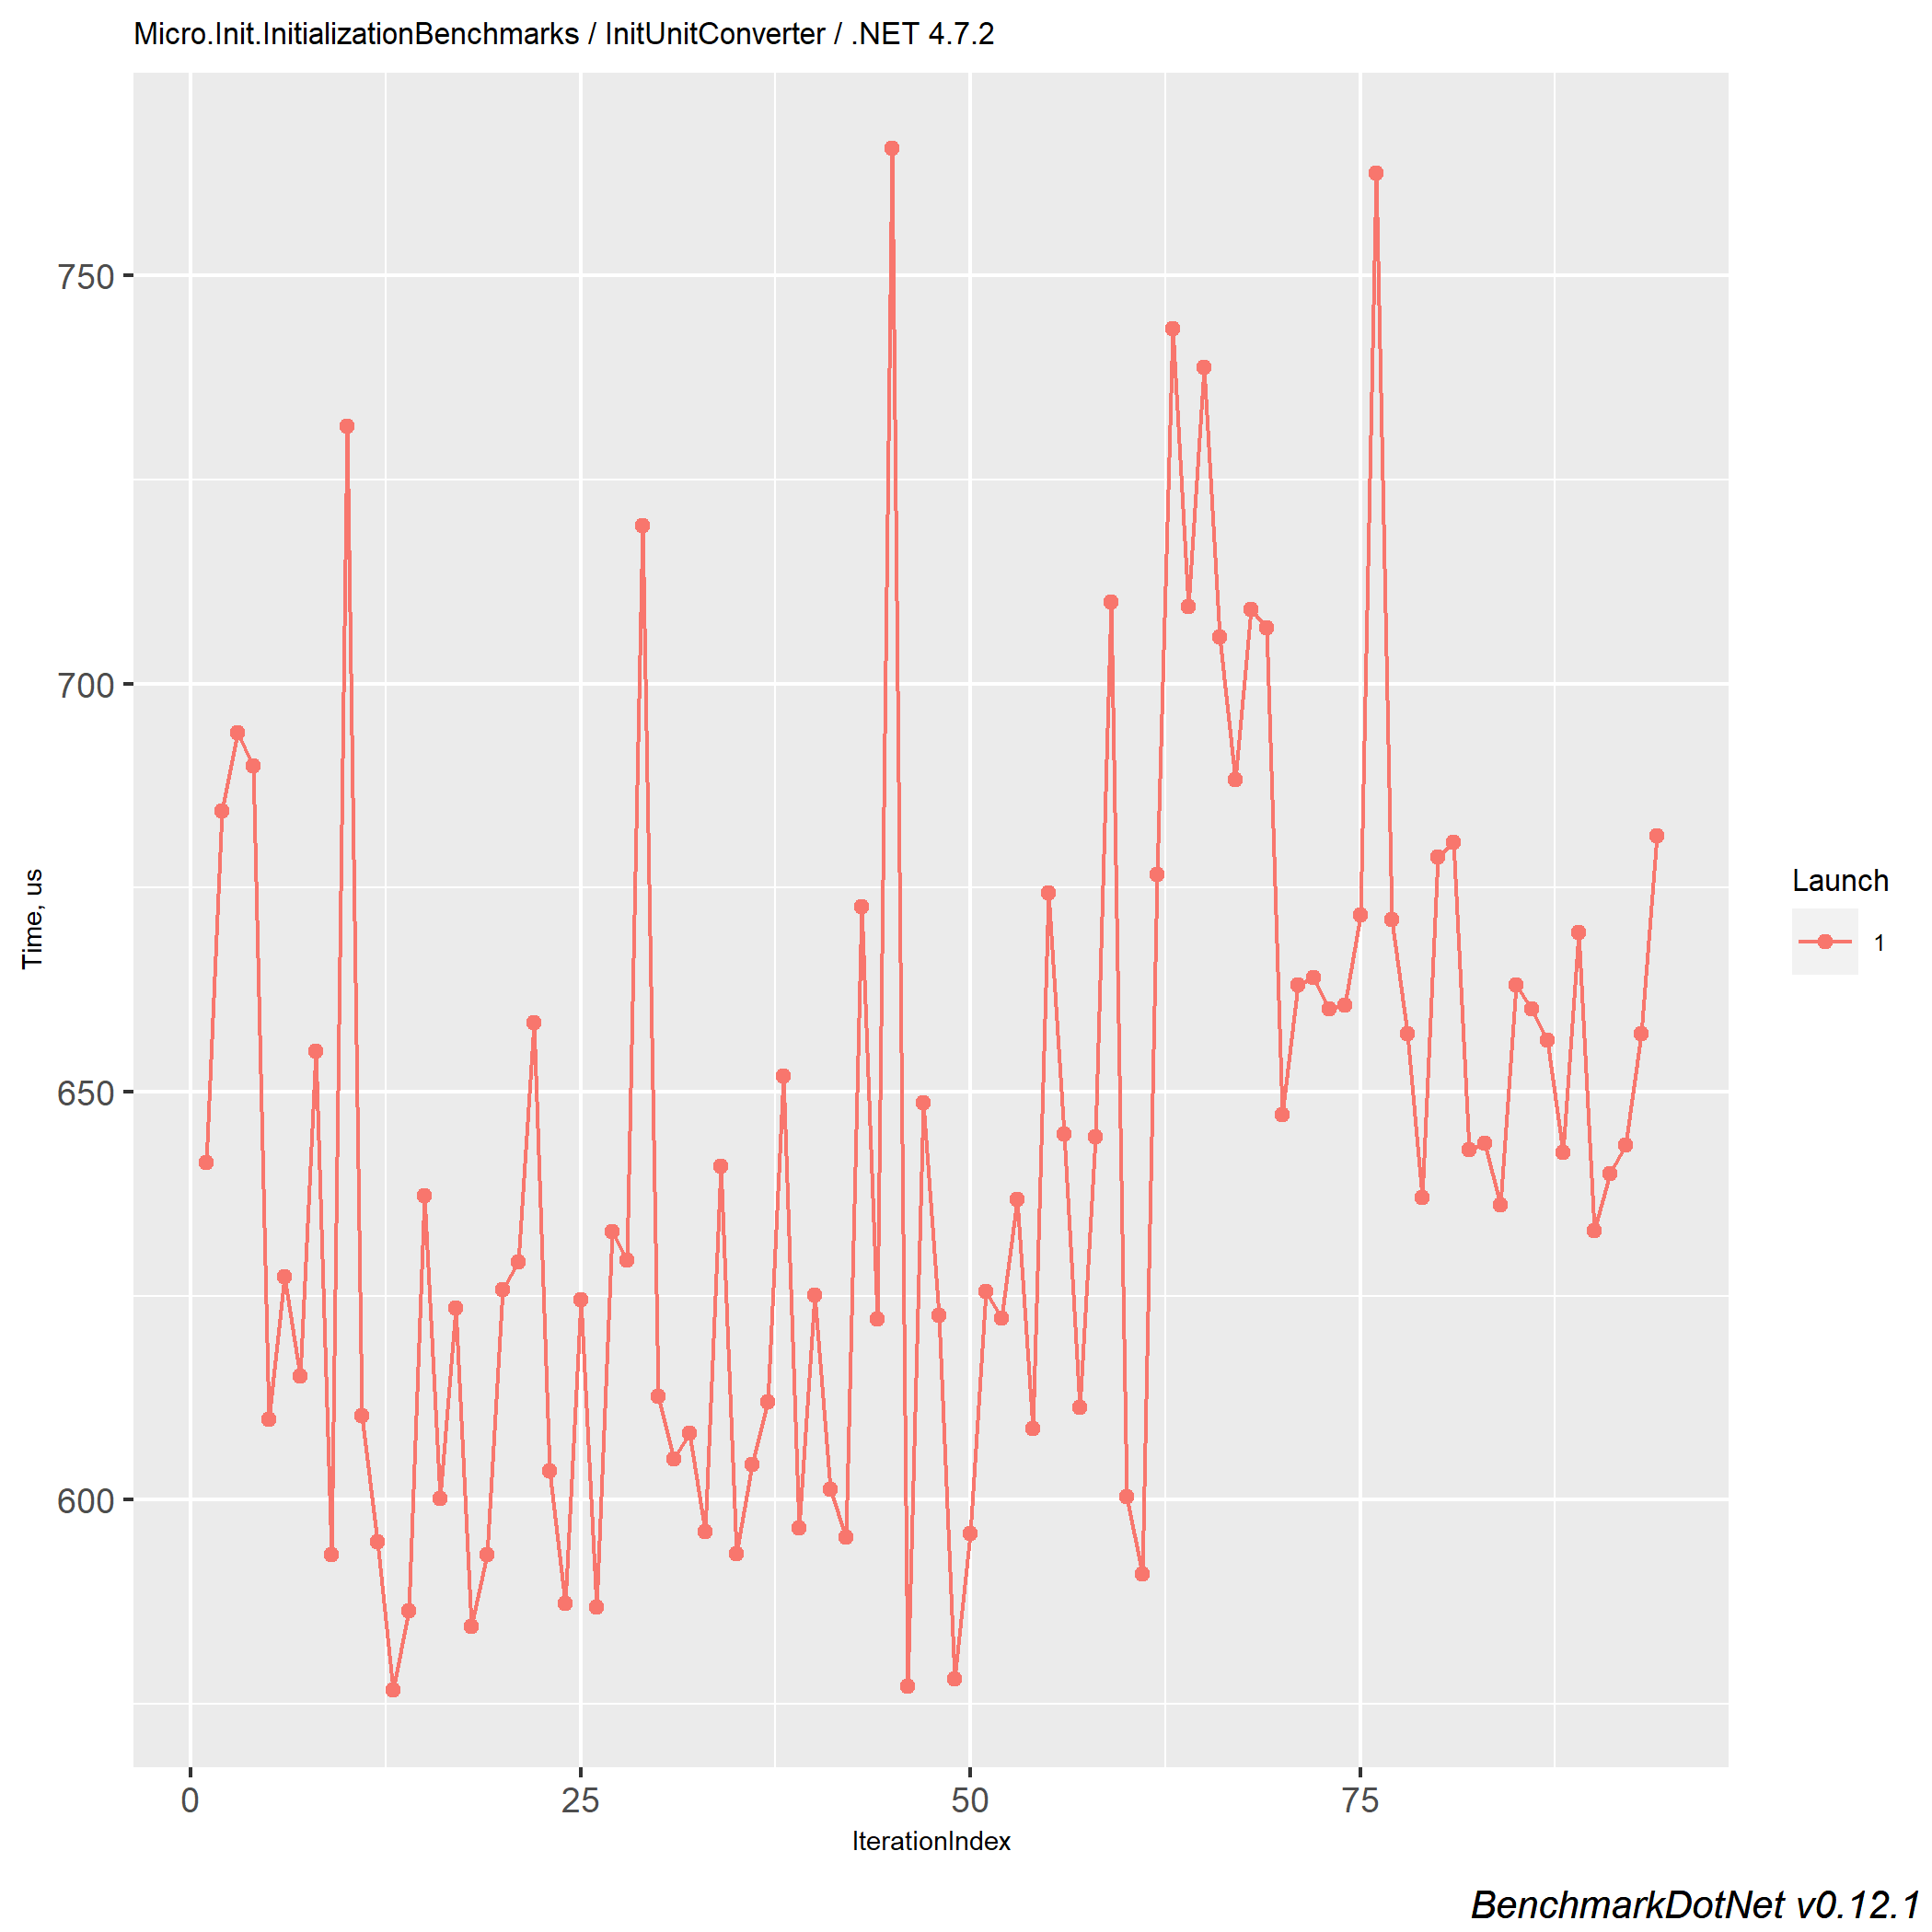 Micro.Init.InitializationBenchmarks / InitUnitConverter / .NET 4.7.2
750
700
650
600
Time, us
0 25 50 75
IterationIndex
Launch
1
BenchmarkDotNet v0.12.1